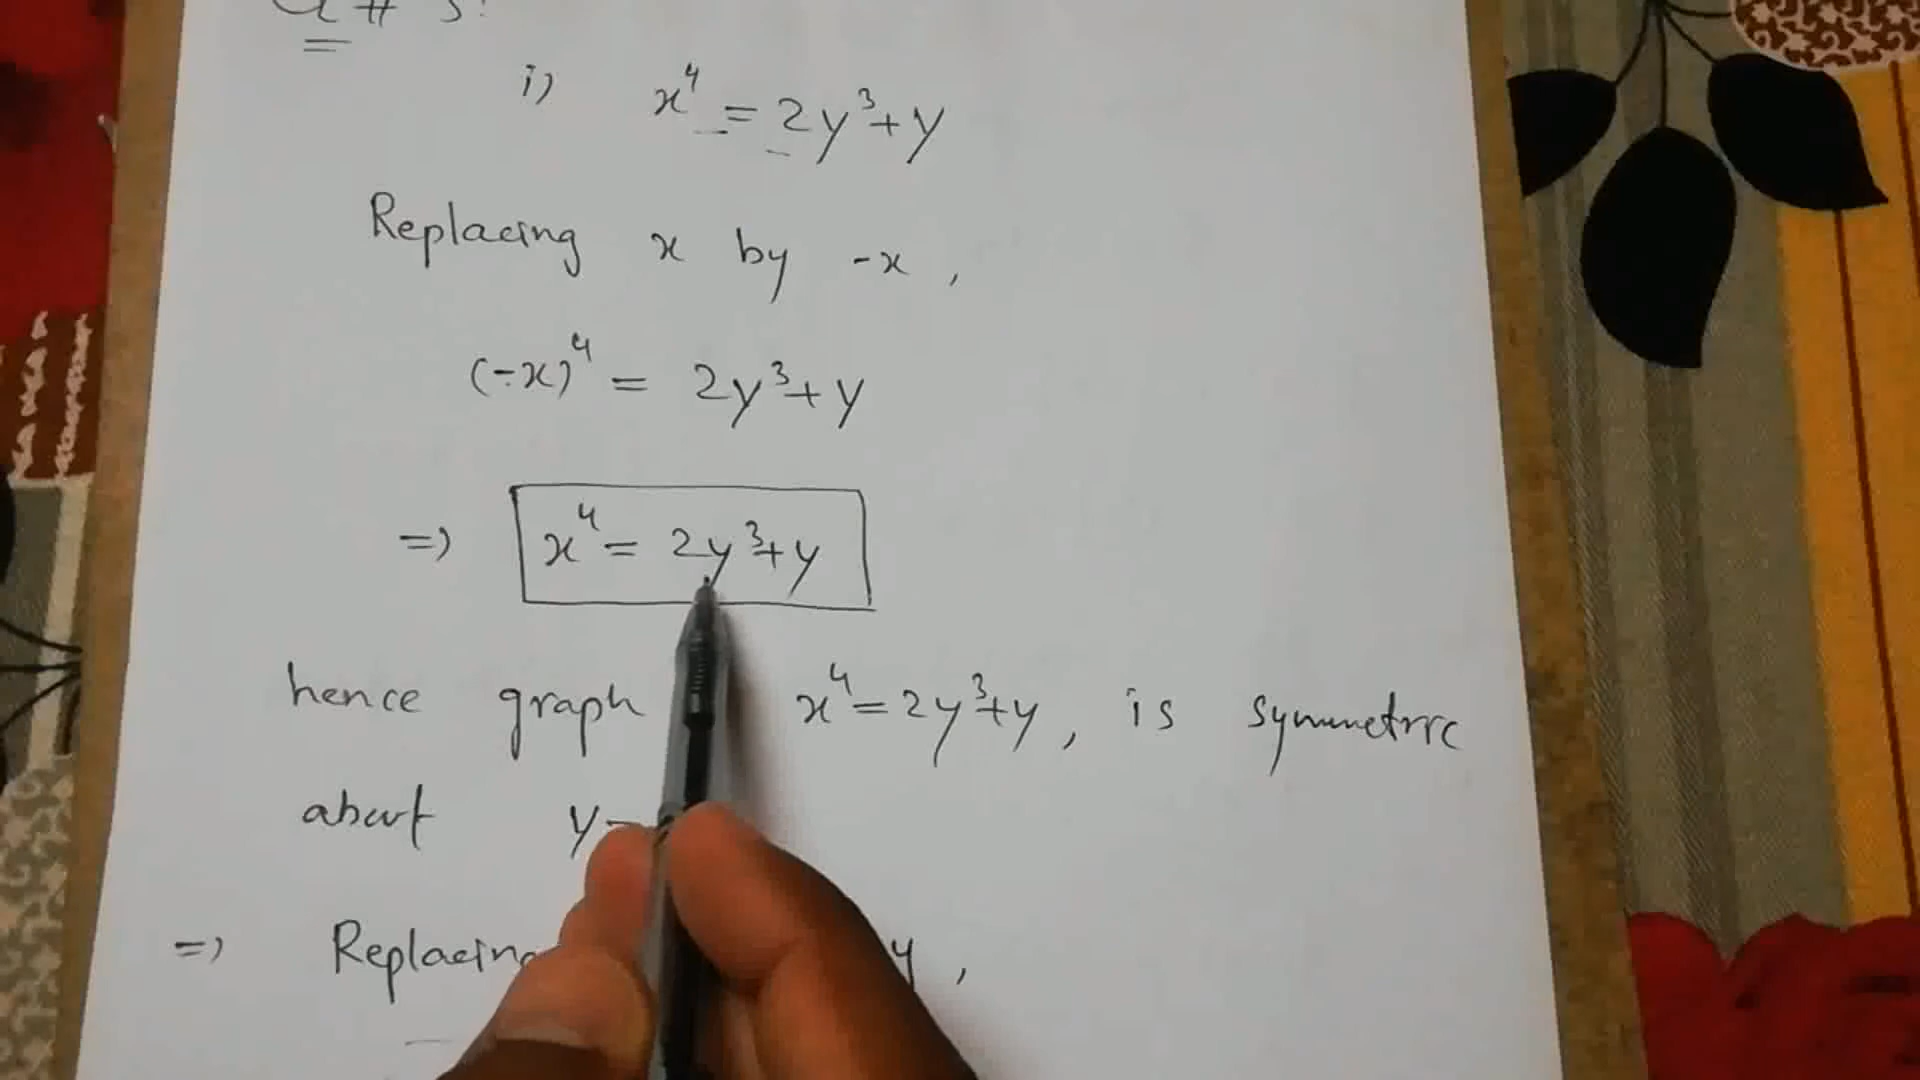 i) x⁴ = 2y³+y
Replacing x by -x ,
(-x)⁴ = 2y³+y
=> x⁴ = 2y³+y
hence graph x⁴=2y³+y, is symmetric
about y-
=> Replacing y ,